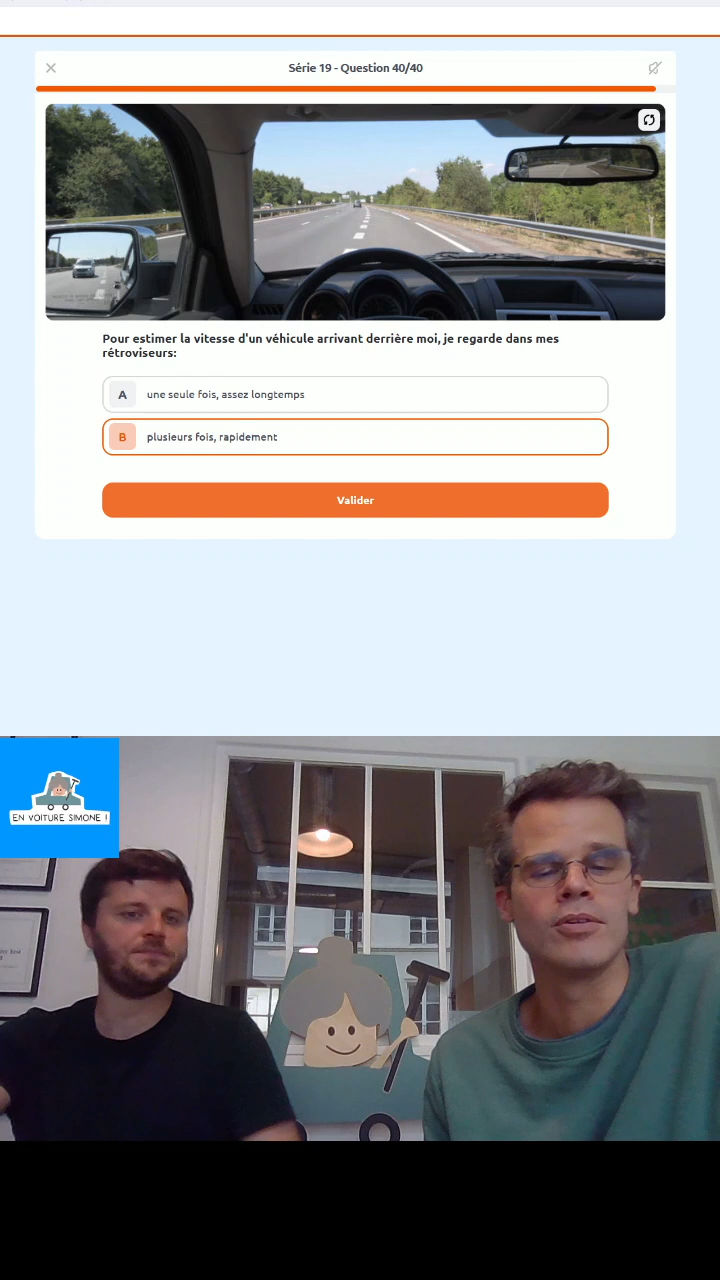 Série 19 - Question 40/40
Pour estimer la vitesse d'un véhicule arrivant derrière moi, je regarde dans mes
rétroviseurs:
A une seule fois, assez longtemps
B plusieurs fois, rapidement
Valider
EN VOITURE SIMONE !